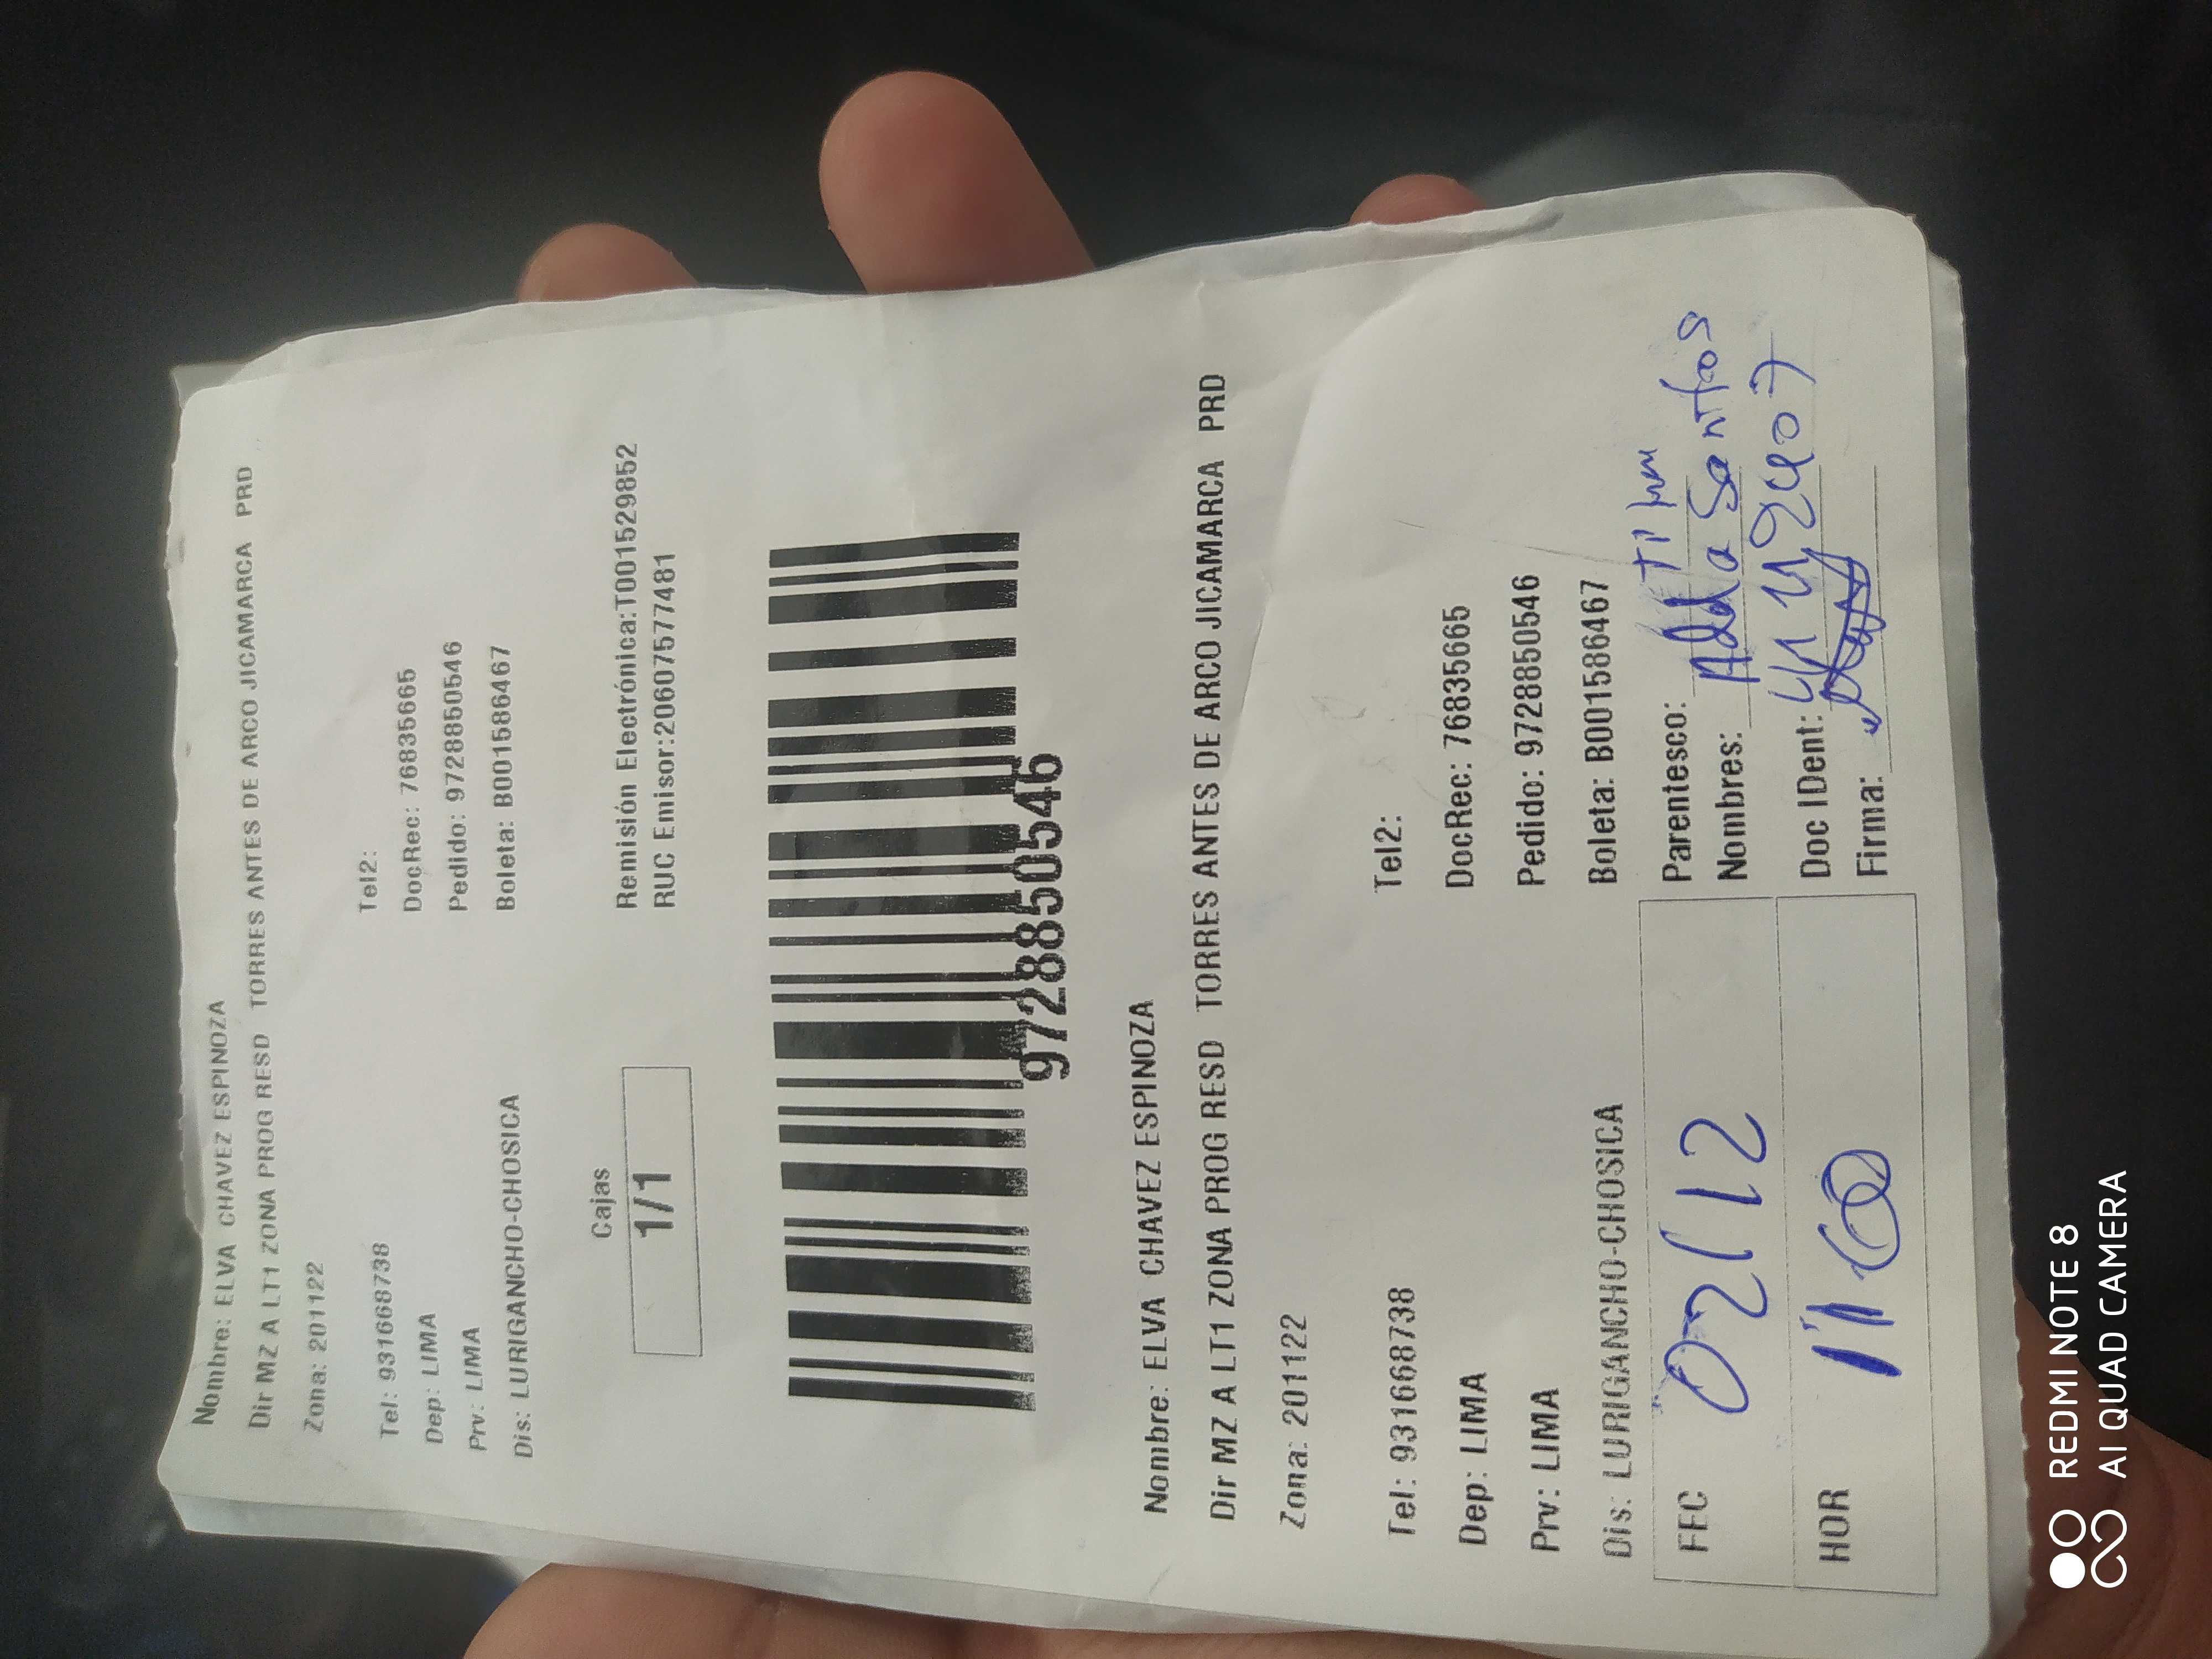 Nombre: ELVA CHAVEZ ESPINOZA
Dir MZ A LT1 ZONA PROG RESD TORRES ANTES DE ARCO JICAMARCA PRD
Zona: 201122
Tel: 931668738
Tel2:
Dep: LIMA
DocRec: 76835665
Prv: LIMA
Pedido: 9728850546
Dis: LURIGANCHO-CHOSICA
Boleta: B001586467
Cajas
1/1
Remisión Electrónica:T001529852
RUC Emisor:20607577481
9728850546
Nombre: ELVA CHAVEZ ESPINOZA
Dir MZ A LT1 ZONA PROG RESD TORRES ANTES DE ARCO JICAMARCA PRD
Zona: 201122
Tel: 931668738
Tel2:
Dep: LIMA
DocRec: 76835665
Prv: LIMA
Pedido: 9728850546
Dis: LURIGANCHO-CHOSICA
Boleta: B001586467
FEC 02/12
Parentesco:
Nombres: Santos
HOR
Doc IDent:
Firma:
REDMI NOTE 8
AI QUAD CAMERA